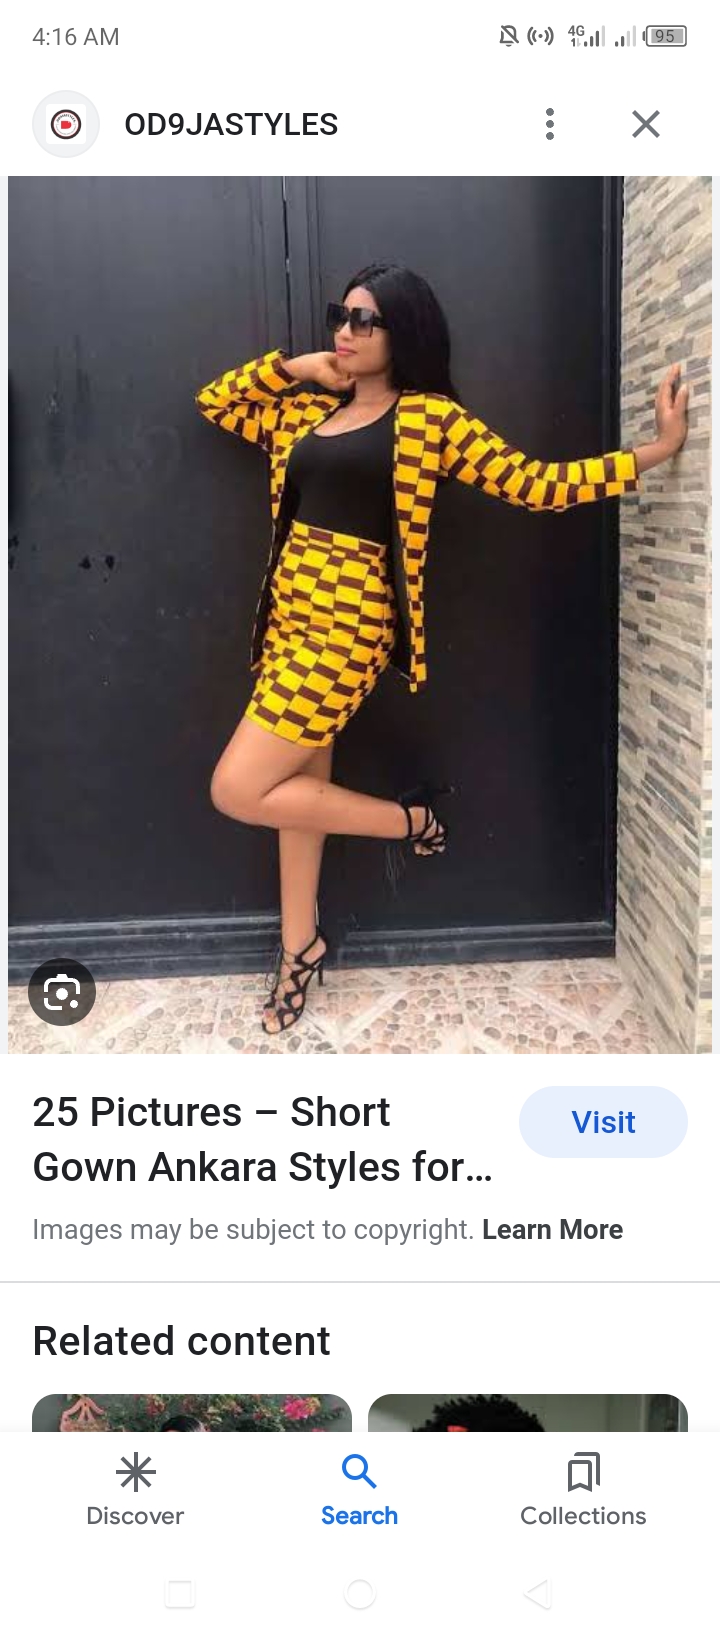 4:16 AM
4G
95
OD9JASTYLES
25 Pictures – Short
Gown Ankara Styles for...
Visit
Images may be subject to copyright. Learn More
Related content
Discover
Search
Collections